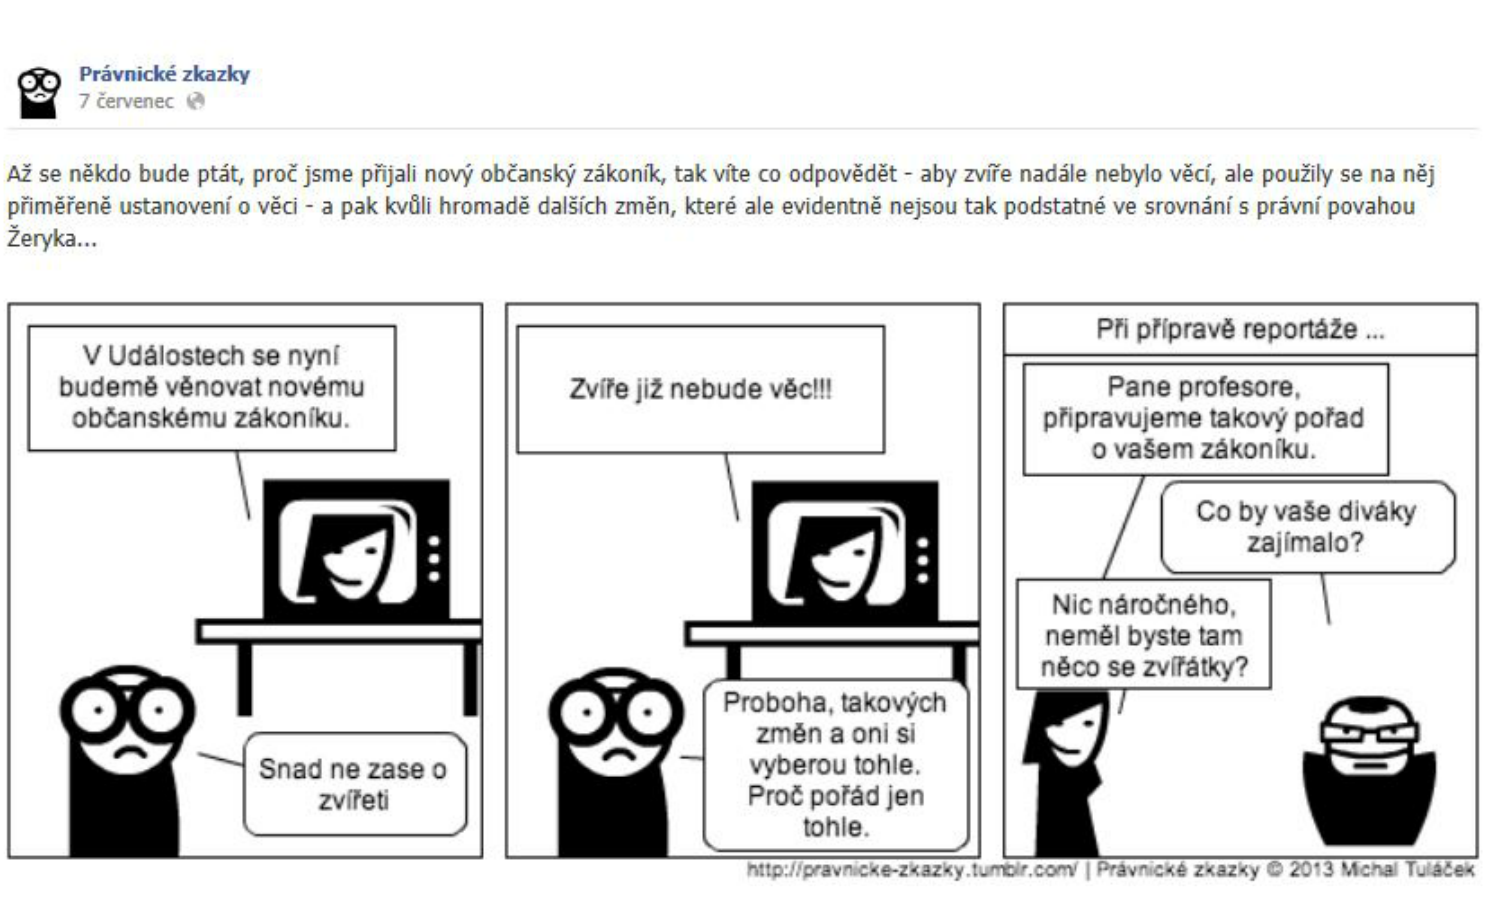 Právnické zkazky
7 červenec
Až se někdo bude ptát, proč jsme přijali nový občanský zákoník, tak víte co odpovědět - aby zvíře nadále nebylo věcí, ale použily se na něj
přiměřeně ustanovení o věci - a pak kvůli hromadě dalších změn, které ale evidentně nejsou tak podstatné ve srovnání s právní povahou
Žeryka...
V Událostech se nyní
budemě věnovat novému
občanskému zákoníku.
Snad ne zase o
zvířeti
Zvíře již nebude věc!!!
Proboha, takových
změn a oni si
vyberou tohle.
Proč pořád jen
tohle.
Při přípravě reportáže ...
Pane profesore,
připravujeme takový pořad
o vašem zákoníku.
Co by vaše diváky
zajímalo?
Nic náročného,
neměl byste tam
něco se zvířátky?
http://pravnicke-zkazky.tumblr.com/ | Právnické zkazky © 2013 Michal Tuláček